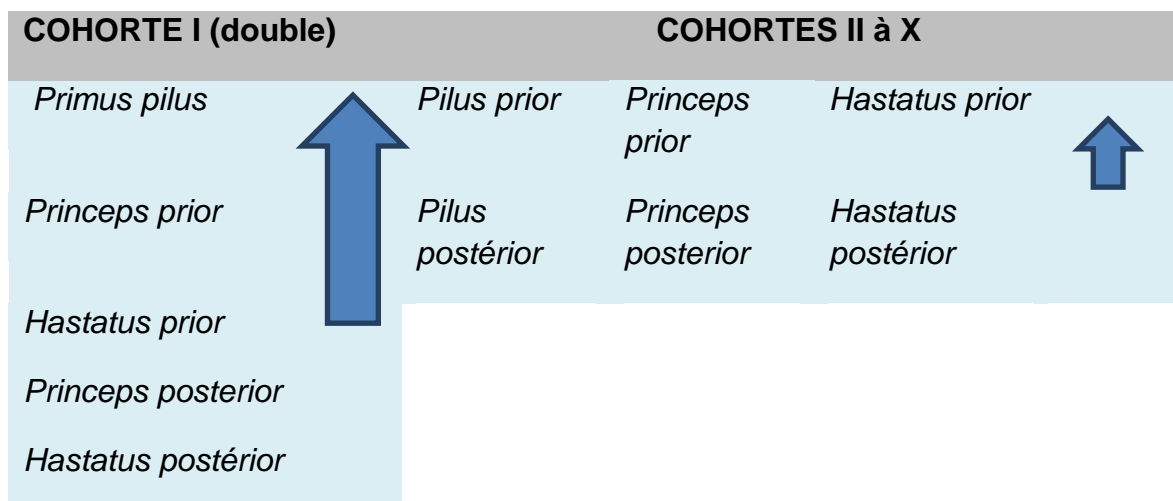 COHORTE I (double) COHORTES II à X
Primus pilus Pilus prior Princeps prior Hastatus prior
Princeps prior Pilus postérior Princeps posterior Hastatus postérior
Hastatus prior
Princeps posterior
Hastatus postérior